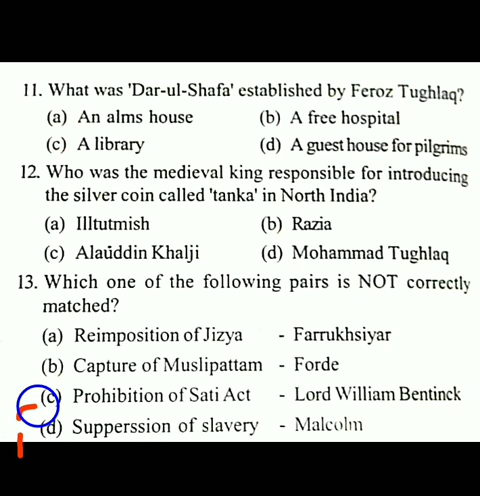 11. What was 'Dar-ul-Shafa' established by Feroz Tughlaq?
(a) An alms house (b) A free hospital
(c) A library (d) A guest house for pilgrims
12. Who was the medieval king responsible for introducing
the silver coin called 'tanka' in North India?
(a) Illtutmish (b) Razia
(c) Alaúddin Khalji (d) Mohammad Tughlaq
13. Which one of the following pairs is NOT correctly
matched?
(a) Reimposition of Jizya - Farrukhsiyar
(b) Capture of Muslipattam - Forde
(c) Prohibition of Sati Act - Lord William Bentinck
(d) Supperssion of slavery - Malcolm